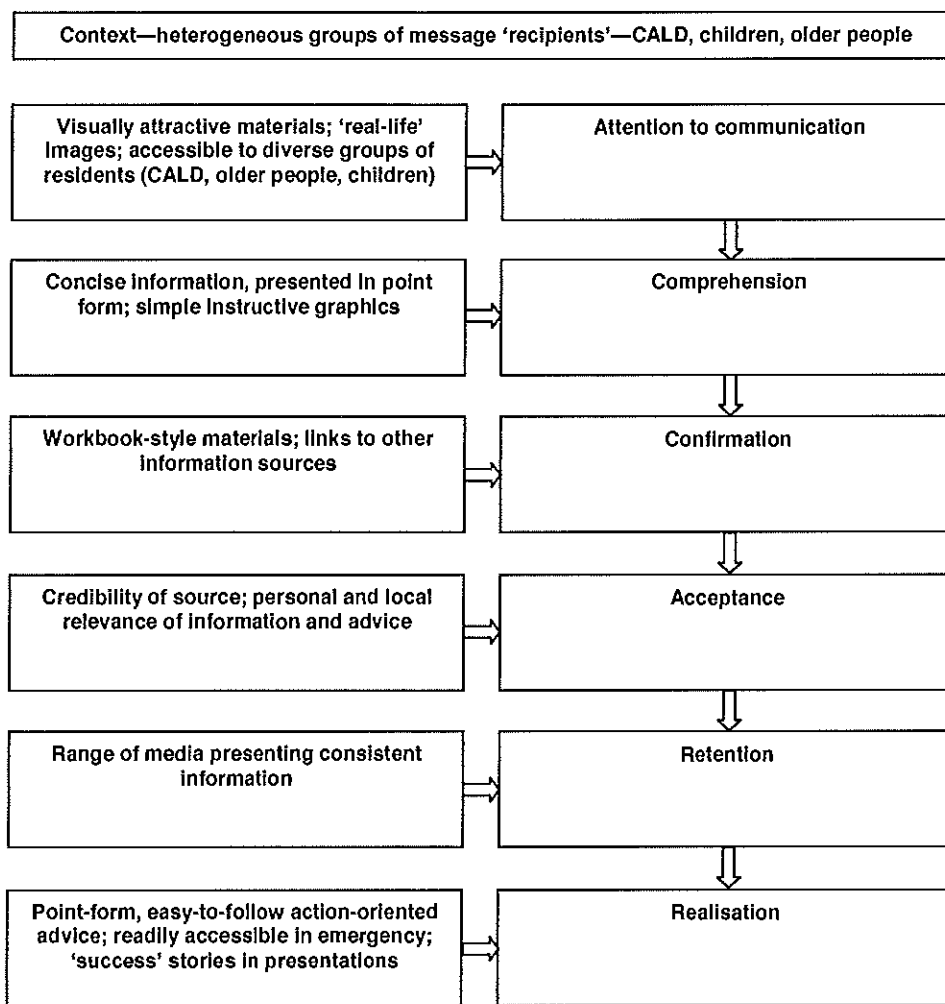 Context—heterogeneous groups of message 'recipients'—CALD, children, older people
Visually attractive materials; 'real-life'
images; accessible to diverse groups of
residents (CALD, older people, children)
Attention to communication
Concise information, presented in point
form; simple instructive graphics
Comprehension
Workbook-style materials; links to other
information sources
Confirmation
Credibility of source; personal and local
relevance of information and advice
Acceptance
Range of media presenting consistent
information
Retention
Point-form, easy-to-follow action-oriented
advice; readily accessible in emergency;
'success' stories in presentations
Realisation